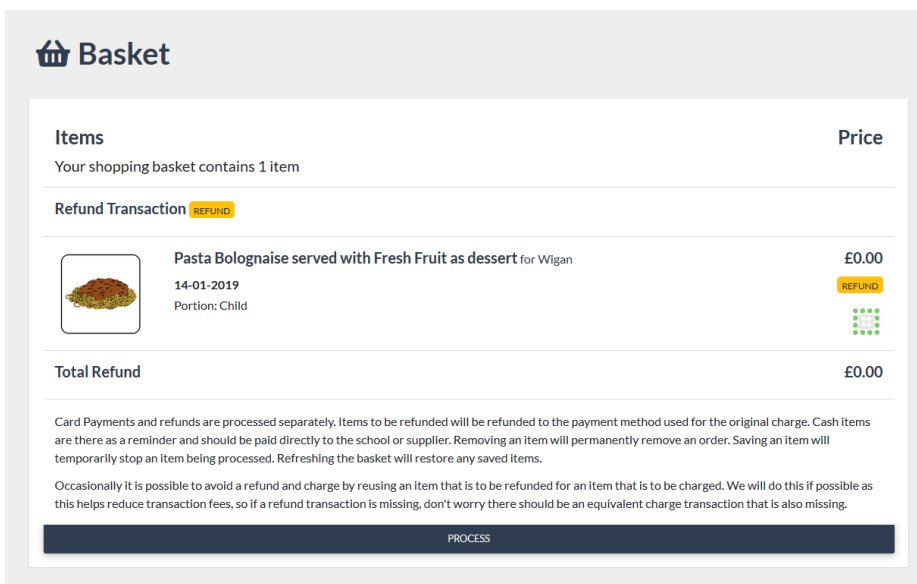 Basket
Items Price
Your shopping basket contains 1 item
Refund Transaction REFUND
Pasta Bolognaise served with Fresh Fruit as dessert for Wigan £0.00
14-01-2019 REFUND
Portion: Child
Total Refund £0.00
Card Payments and refunds are processed separately. Items to be refunded will be refunded to the payment method used for the original charge. Cash items
are there as a reminder and should be paid directly to the school or supplier. Removing an item will permanently remove an order. Saving an item will
temporarily stop an item being processed. Refreshing the basket will restore any saved items.
Occasionally it is possible to avoid a refund and charge by reusing an item that is to be refunded for an item that is to be charged. We will do this if possible as
this helps reduce transaction fees, so if a refund transaction is missing, don't worry there should be an equivalent charge transaction that is also missing.
PROCESS